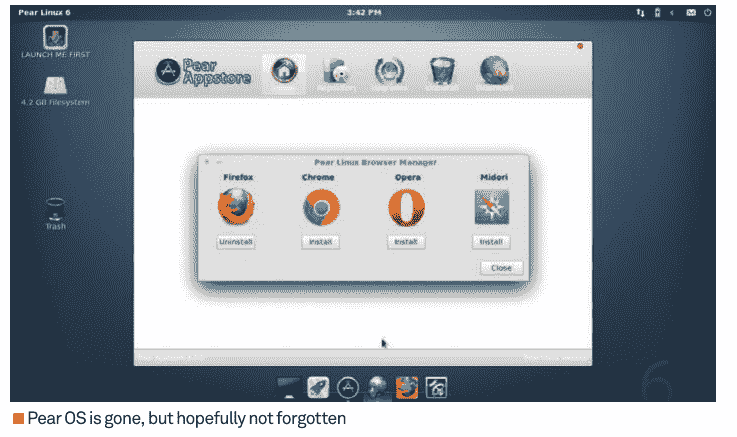 Pear Linux 6
3:42 PM
LAUNCH ME FIRST
4.2 GB Filesystem
Trash
Pear
Appstore
Pear Linux Browser Manager
Firefox Chrome Opera Midori
Uninstall Install Install Install
Close
6
Pear OS is gone, but hopefully not forgotten